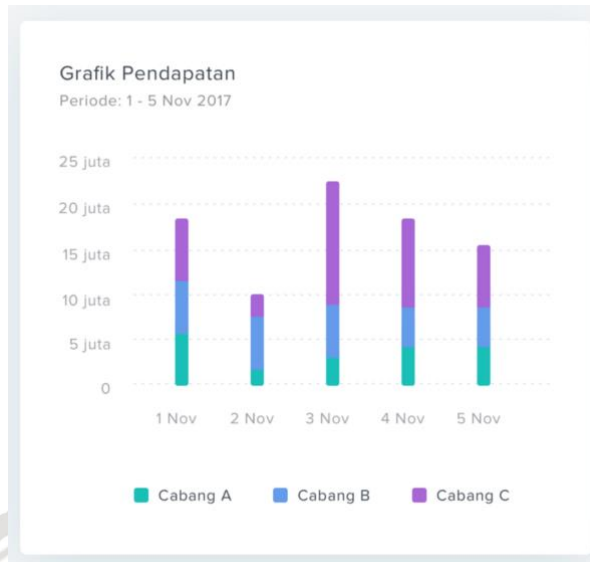 Grafik Pendapatan
Periode: 1 - 5 Nov 2017
25 juta
20 juta
15 juta
10 juta
5 juta
0
1 Nov 2 Nov 3 Nov 4 Nov 5 Nov
Cabang A Cabang B Cabang C